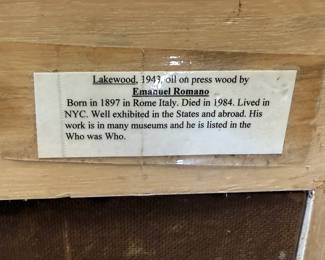 Lakewood, 1943, oil on press wood by
Emanuel Romano
Born in 1897 in Rome Italy. Died in 1984. Lived in
NYC. Well exhibited in the States and abroad. His
work is in many museums and he is listed in the
Who was Who.